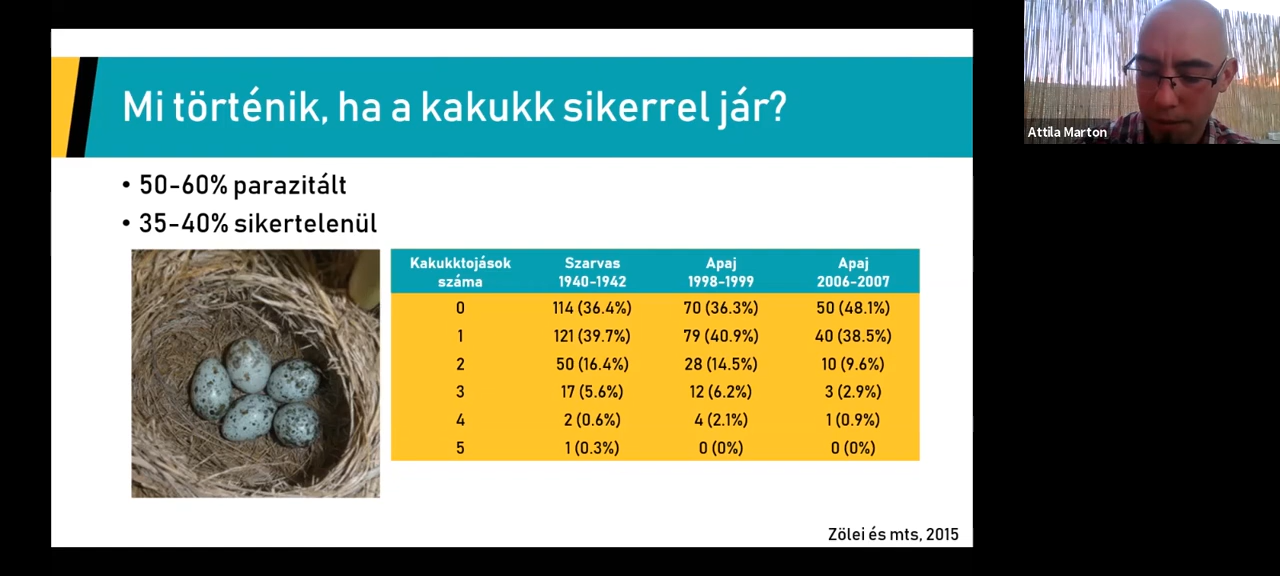 Mi történik, ha a kakukk sikerrel jár?
Attila Marton
• 50-60% parazitált
• 35-40% sikertelenül
Kakukktojások száma Szarvas 1940-1942 Apaj 1998-1999 Apaj 2006-2007
0 114 (36.4%) 70 (36.3%) 50 (48.1%)
1 121 (39.7%) 79 (40.9%) 40 (38.5%)
2 50 (16.4%) 28 (14.5%) 10 (9.6%)
3 17 (5.6%) 12 (6.2%) 3 (2.9%)
4 2 (0.6%) 4 (2.1%) 1 (0.9%)
5 1 (0.3%) 0 (0%) 0 (0%)
Zölei és mts, 2015